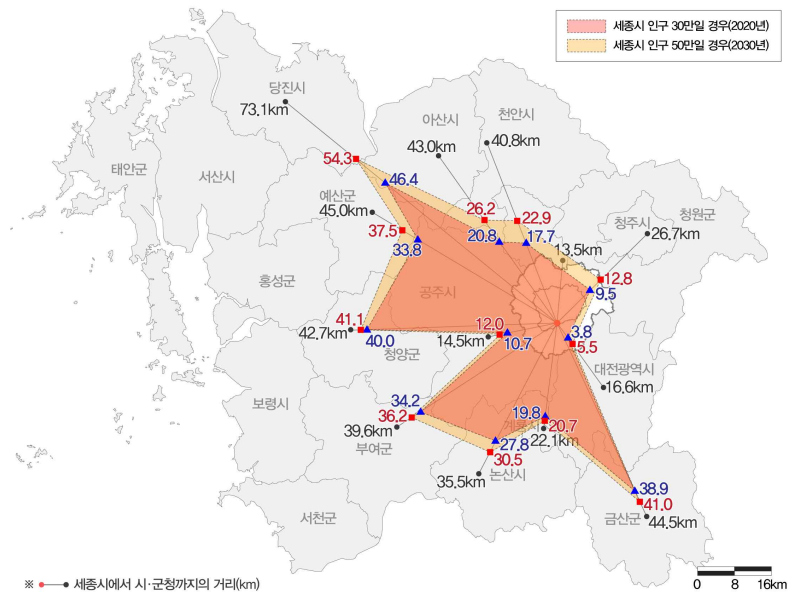 세종시 인구 30만일 경우(2020년)
세종시 인구 50만일 경우(2030년)
당진시
73.1km
아산시
43.0km
천안시
40.8km
태안군
서산시
54.3
46.4
예산군
45.0km
37.5
33.8
26.2
20.8
22.9
17.7
청주시
청원군
26.7km
13.5km
12.8
9.5
홍성군
공주시
41.1
42.7km
40.0
청양군
12.0
14.5km
10.7
3.8
5.5
대전광역시
16.6km
보령시
34.2
36.2
39.6km
부여군
19.8
20.7
22.1km
27.8
30.5
35.5km
논산시
38.9
41.0
금산군
44.5km
서천군
※ 세종시에서 시·군청까지의 거리(km)
0 8 16km